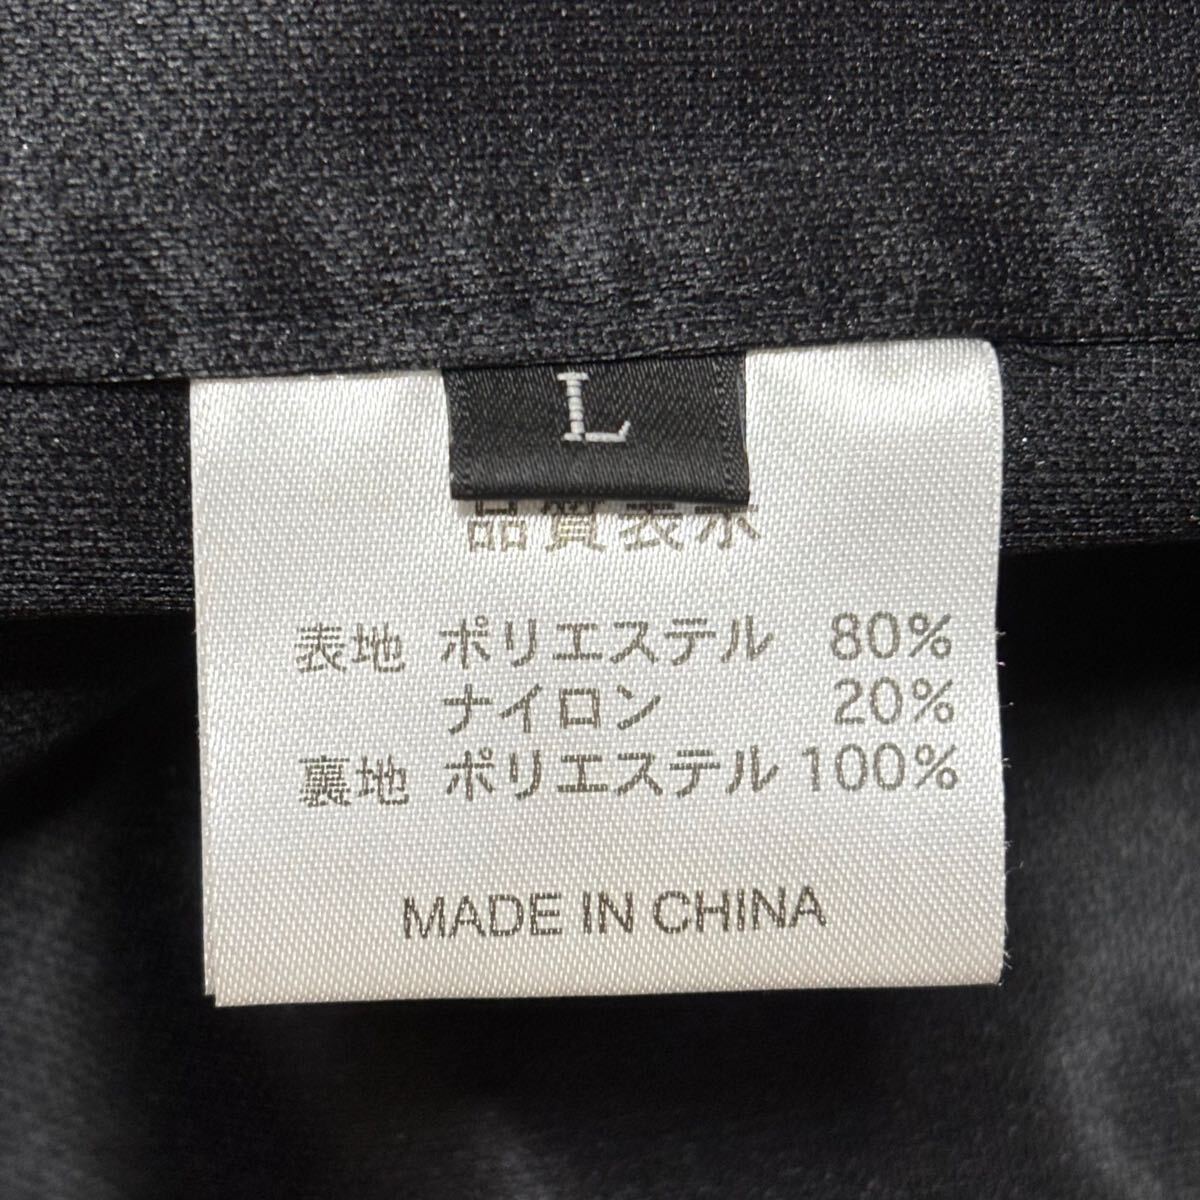 L
品質表示
表地 ポリエステル 80%
ナイロン 20%
裏地 ポリエステル 100%
MADE IN CHINA